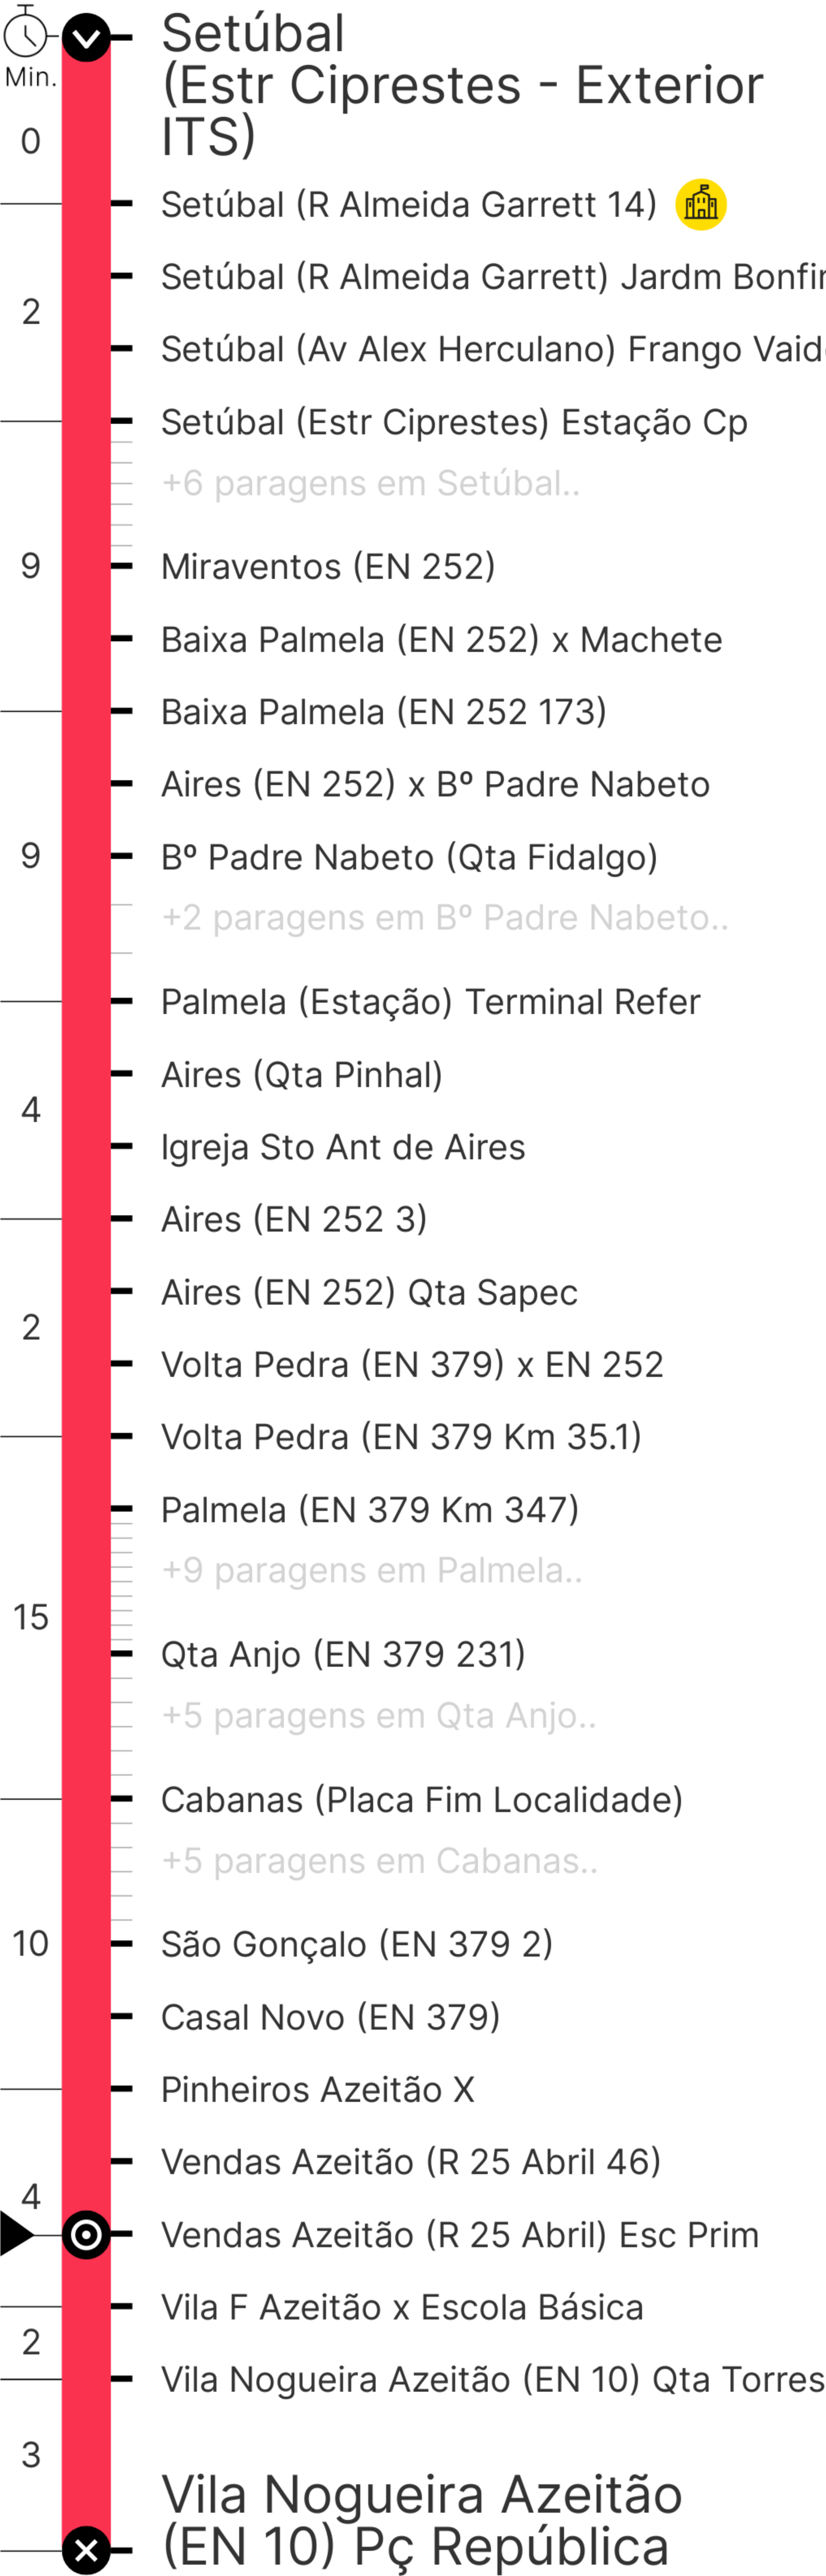 Setúbal
(Estr Ciprestes - Exterior
ITS)
Min.
0
Setúbal (R Almeida Garrett 14)
Setúbal (R Almeida Garrett) Jardm
2
Setúbal (Av Alex Herculano) Frango
Setúbal (Estr Ciprestes) Estação Cp
+6 paragens em Setúbal..
9
Miraventos (EN 252)
Baixa Palmela (EN 252) x Machete
Baixa Palmela (EN 252 173)
Aires (EN 252) x Bº Padre Nabeto
9
Bº Padre Nabeto (Qta Fidalgo)
+2 paragens em Bº Padre Nabeto..
Palmela (Estação) Terminal Refer
Aires (Qta Pinhal)
4
Igreja Sto Ant de Aires
Aires (EN 252 3)
Aires (EN 252) Qta Sapec
2
Volta Pedra (EN 379) x EN 252
Volta Pedra (EN 379 Km 35.1)
Palmela (EN 379 Km 347)
+9 paragens em Palmela..
15
Qta Anjo (EN 379 231)
+5 paragens em Qta Anjo..
Cabanas (Placa Fim Localidade)
+5 paragens em Cabanas..
10
São Gonçalo (EN 379 2)
Casal Novo (EN 379)
Pinheiros Azeitão X
Vendas Azeitão (R 25 Abril 46)
4
Vendas Azeitão (R 25 Abril) Esc Prim
Vila F Azeitão x Escola Básica
2
Vila Nogueira Azeitão (EN 10) Qta Torres
3
Vila Nogueira Azeitão
(EN 10) Pç República